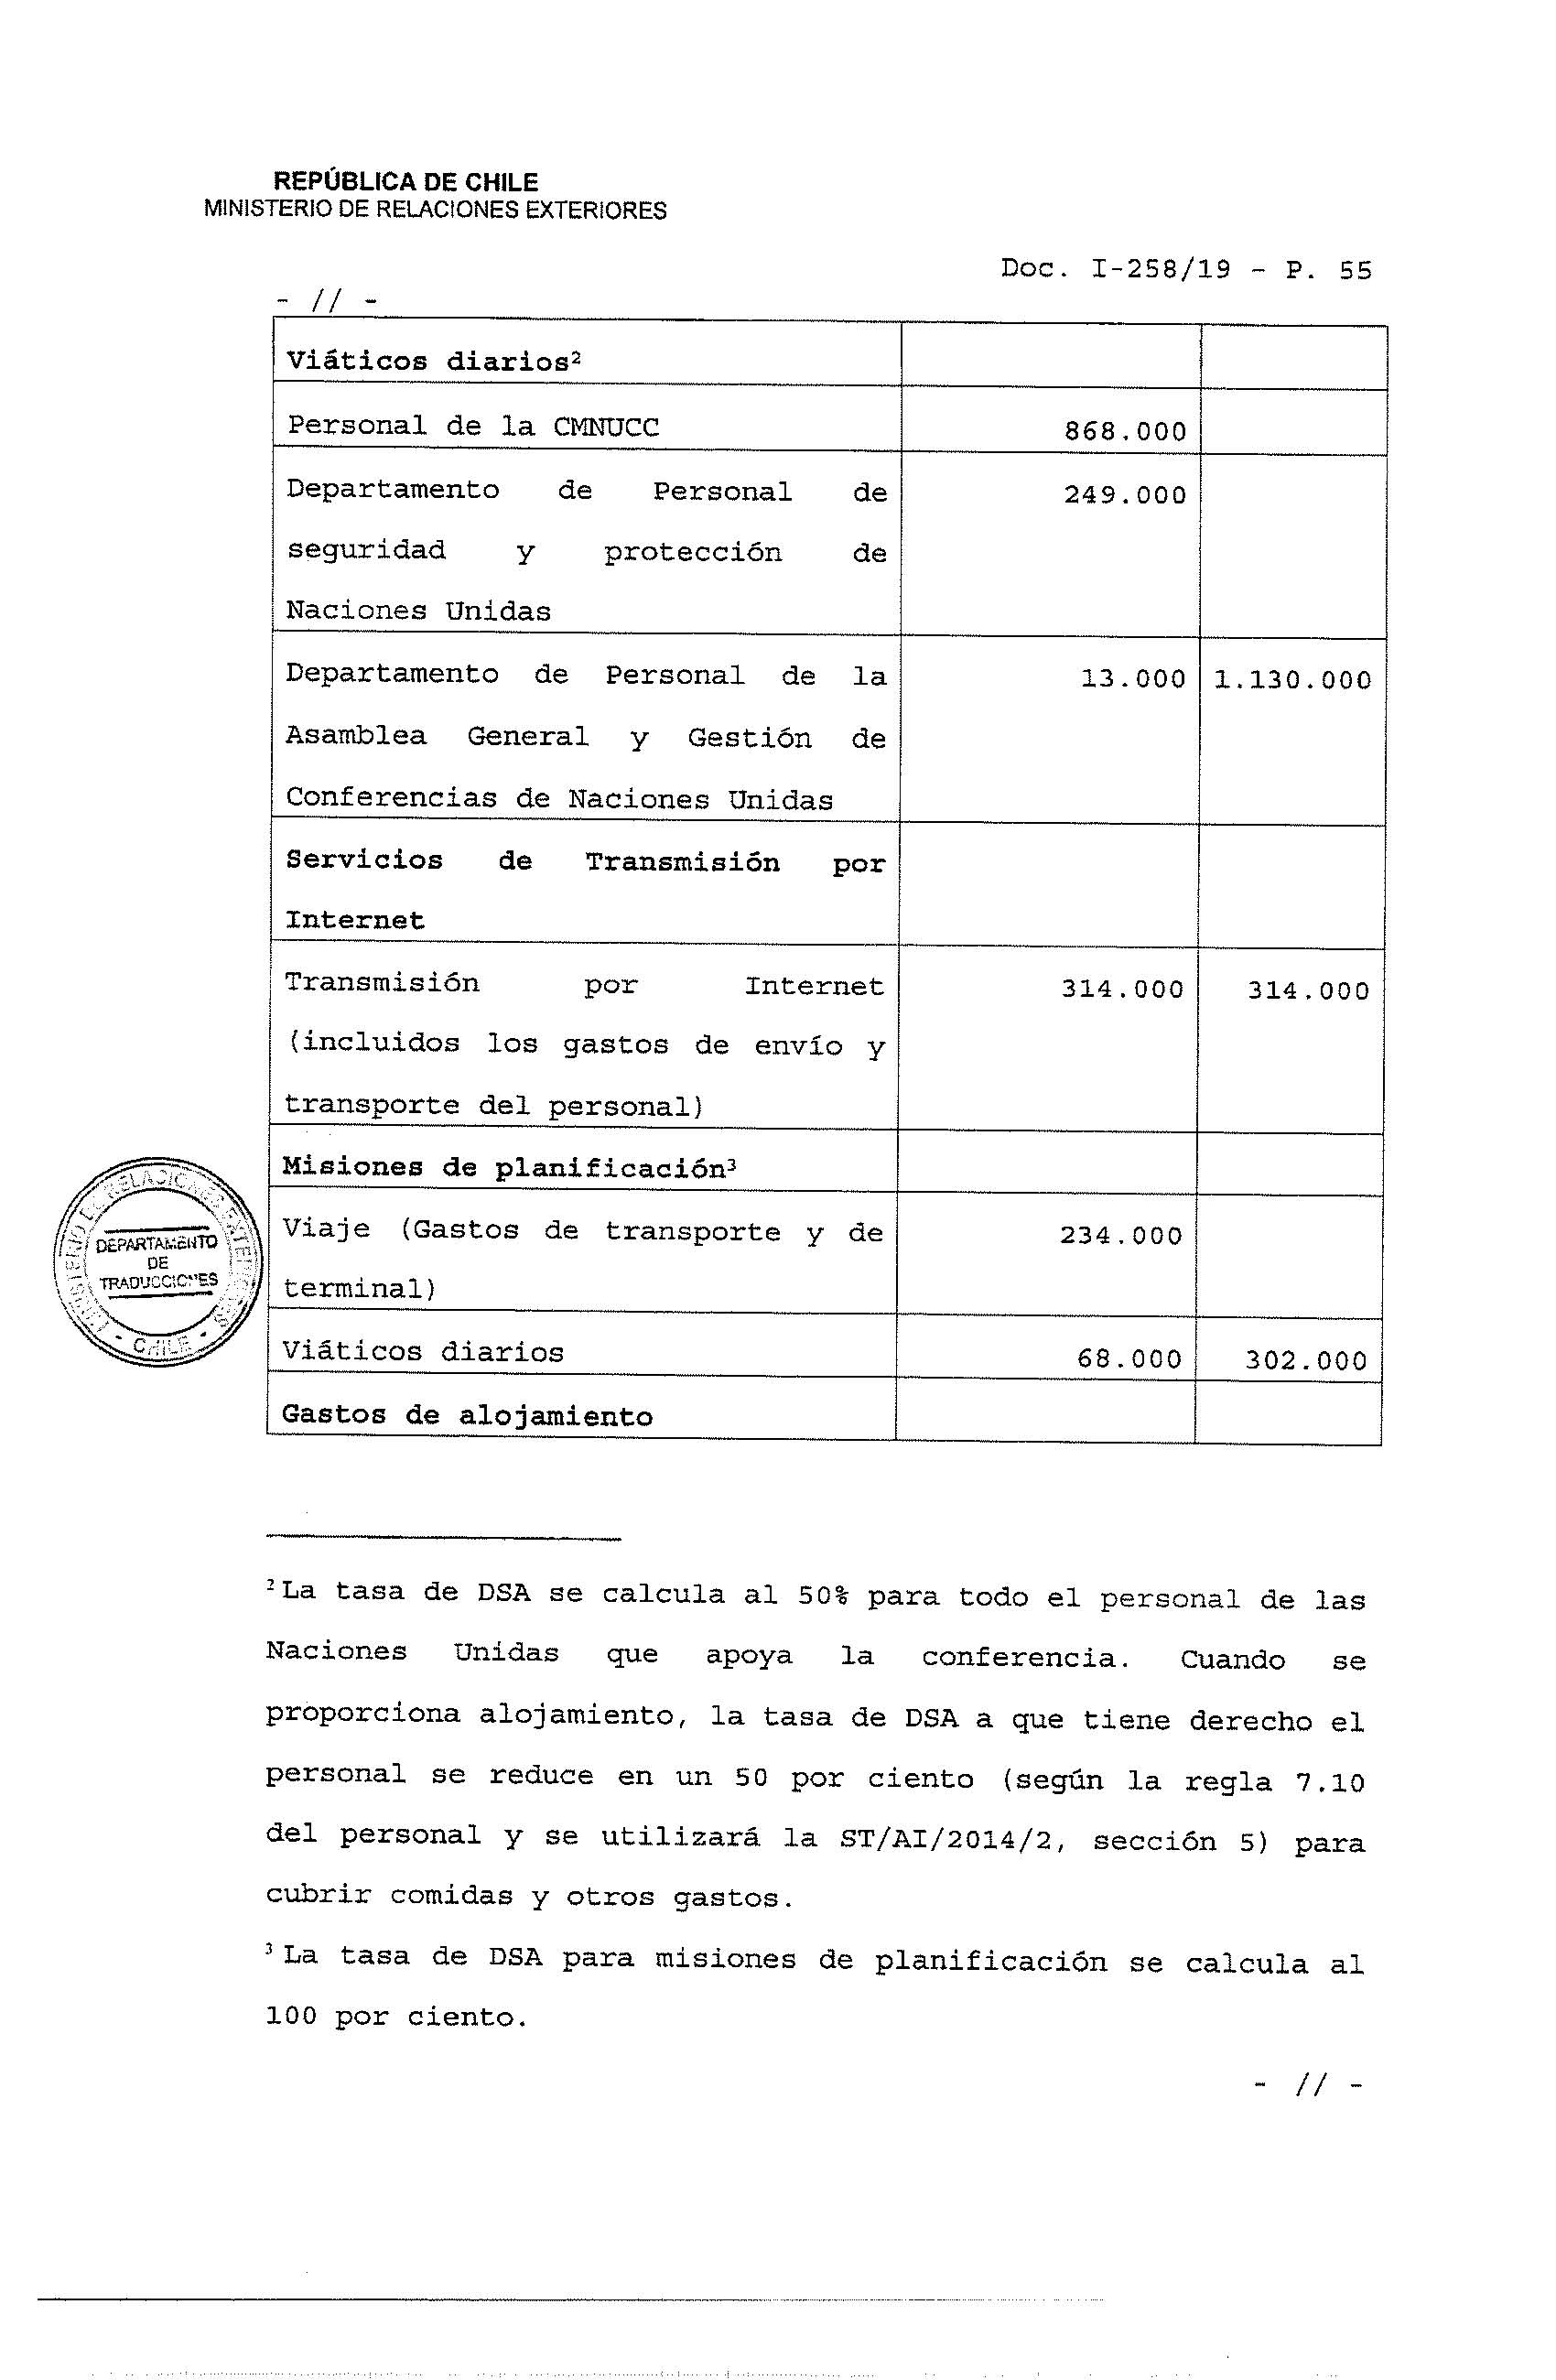 REPÚBLICA DE CHILE
MINISTERIO DE RELACIONES EXTERIORES
Doc. I-258/19 - P. 55
- // -
Viáticos diarios²
Personal de la CMNUCC 868.000
Departamento de Personal de 249.000
seguridad y protección de
Naciones Unidas
Departamento de Personal de la 13.000 1.130.000
Asamblea General y Gestión de
Conferencias de Naciones Unidas
Servicios de Transmisión por
Internet
Transmisión por Internet 314.000 314.000
(incluidos los gastos de envío y
transporte del personal)
Misiones de planificación³
Viaje (Gastos de transporte y de 234.000
terminal)
Viáticos diarios 68.000 302.000
Gastos de alojamiento
MINISTERIO DE RELACIONES EXTERIORES
DEPARTAMENTO
DE
TRADUCCIONES
- CHILE -
² La tasa de DSA se calcula al 50% para todo el personal de las
Naciones Unidas que apoya la conferencia. Cuando se
proporciona alojamiento, la tasa de DSA a que tiene derecho el
personal se reduce en un 50 por ciento (según la regla 7.10
del personal y se utilizará la ST/AI/2014/2, sección 5) para
cubrir comidas y otros gastos.
³ La tasa de DSA para misiones de planificación se calcula al
100 por ciento.
- // -